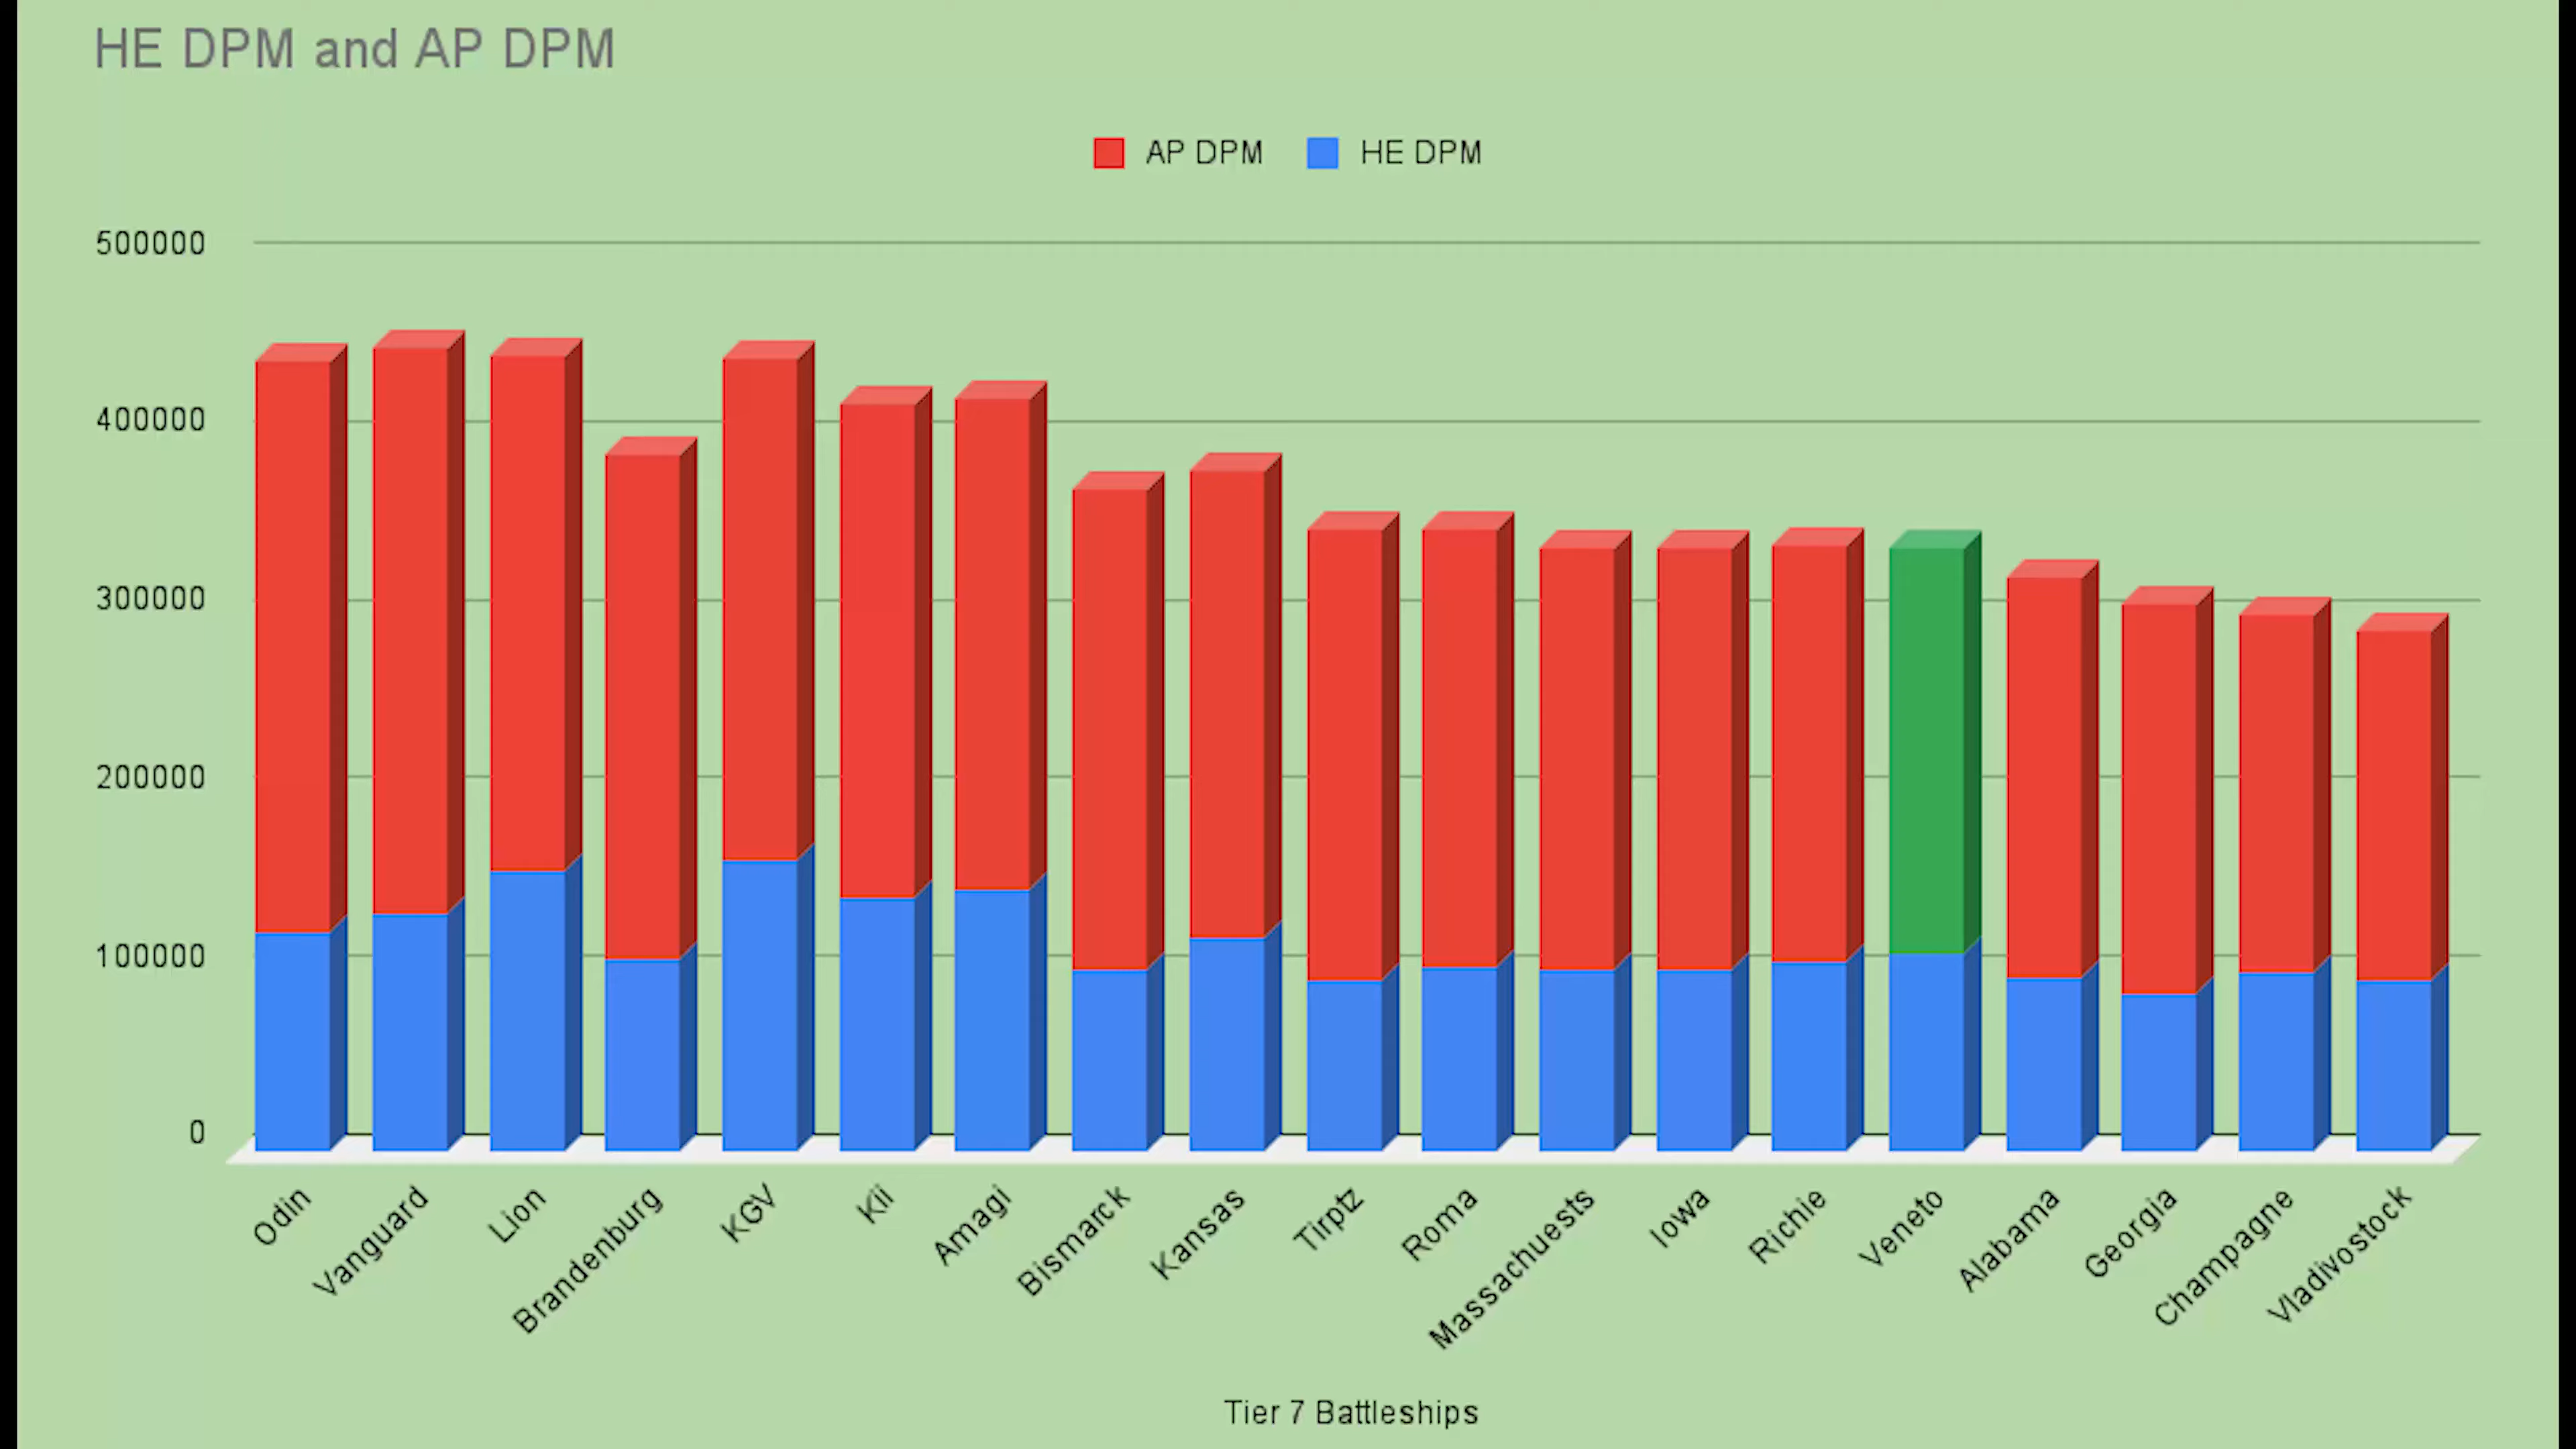 HE DPM and AP DPM
AP DPM
HE DPM
500000
400000
300000
200000
100000
0
Odin
Vanguard
Lion
Brandenburg
KGV
Kii
Amagi
Bismarck
Kansas
Tirptz
Roma
Massachuests
Iowa
Richie
Veneto
Alabama
Georgia
Champagne
Vladivostock
Tier 7 Battleships